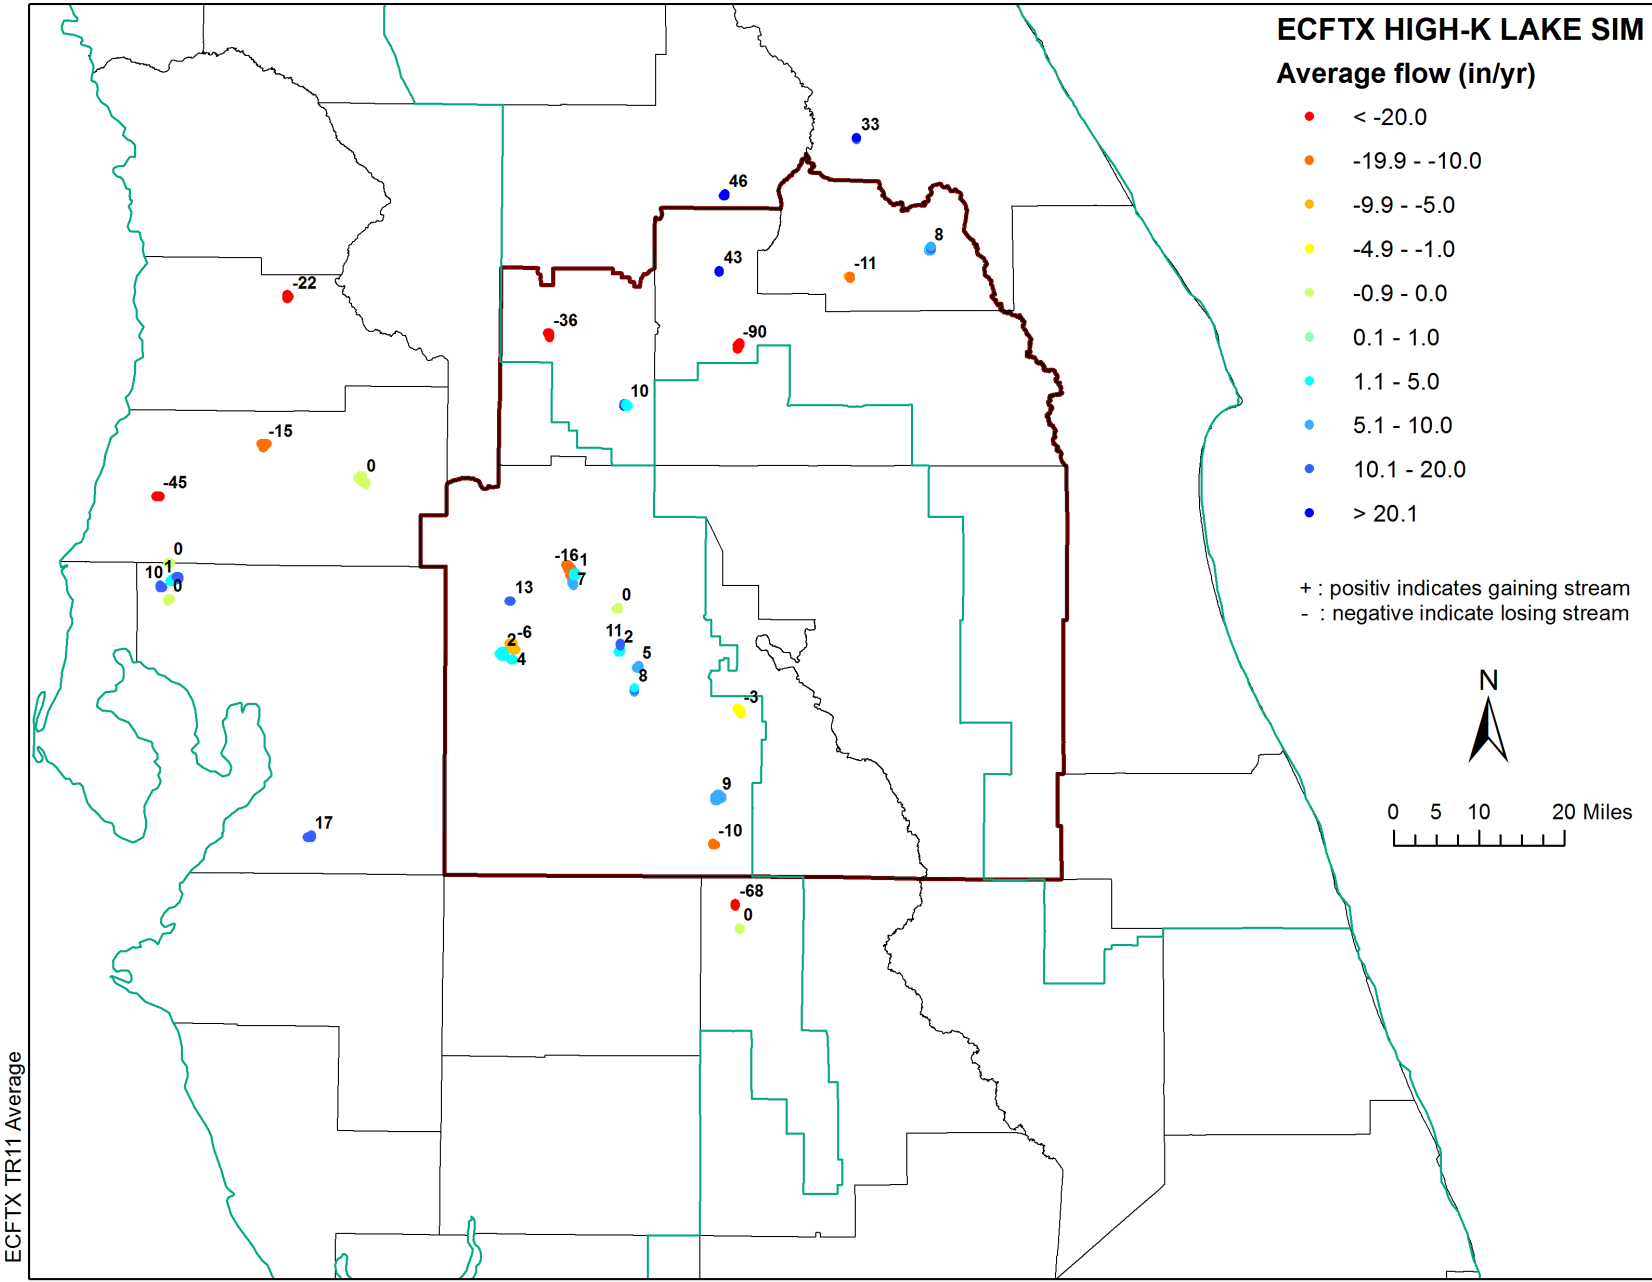 ECFTX HIGH-K LAKE SIM
Average flow (in/yr)
< -20.0
-19.9 - -10.0
-9.9 - -5.0
-4.9 - -1.0
-0.9 - 0.0
0.1 - 1.0
1.1 - 5.0
5.1 - 10.0
10.1 - 20.0
> 20.1
+ : positiv indicates gaining stream
- : negative indicate losing stream
N
0 5 10 20 Miles
33
46
8
43
-11
-22
-36
-90
10
-15
0
-45
0
10 1
0
-16 1
7
13
0
2 -6
4
11 2
5
8
-3
9
-10
17
-68
0
ECFTX TR11 Average